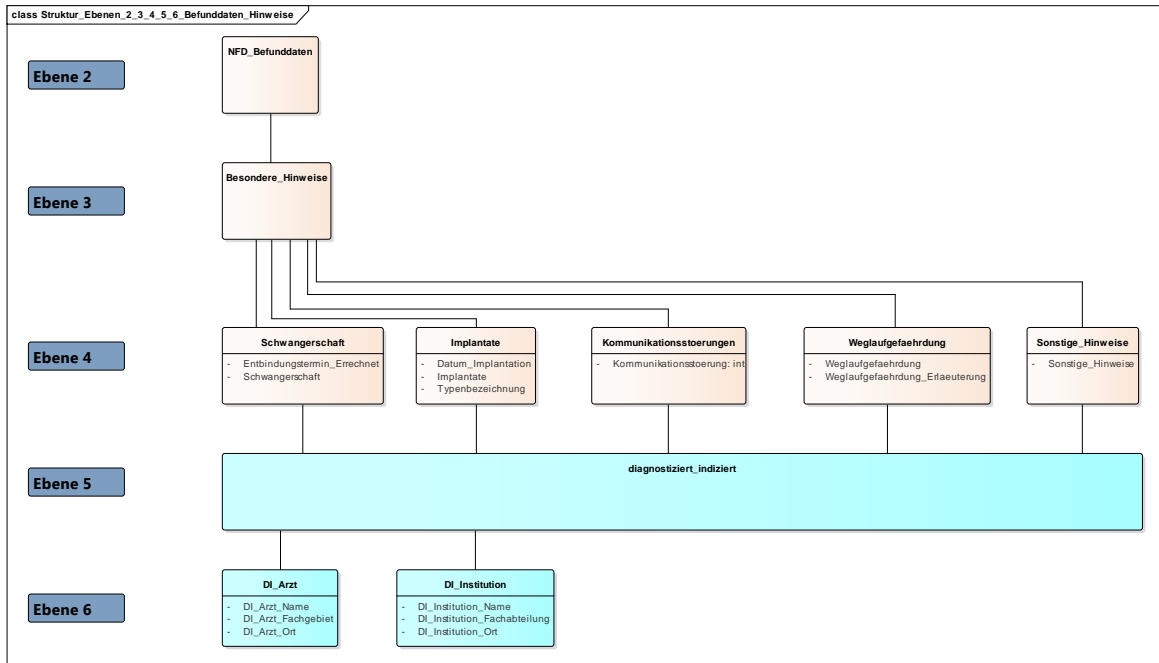 class Struktur_Ebenen_2_3_4_5_6_Befunddaten_Hinweise
Ebene 2
NFD_Befunddaten
Ebene 3
Besondere_Hinweise
Ebene 4
Schwangerschaft
- Entbindungstermin_Errechnet
- Schwangerschaft
Implantate
- Datum_Implantation
- Implantate
- Typenbezeichnung
Kommunikationsstoerungen
- Kommunikationsstoerung: int
Weglaufgefaehrdung
- Weglaufgefaehrdung
- Weglaufgefaehrdung_Erlaeuterung
Sonstige_Hinweise
- Sonstige_Hinweise
Ebene 5
diagnostiziert_indiziert
Ebene 6
DI_Arzt
- DI_Arzt_Name
- DI_Arzt_Fachgebiet
- DI_Arzt_Ort
DI_Institution
- DI_Institution_Name
- DI_Institution_Fachabteilung
- DI_Institution_Ort